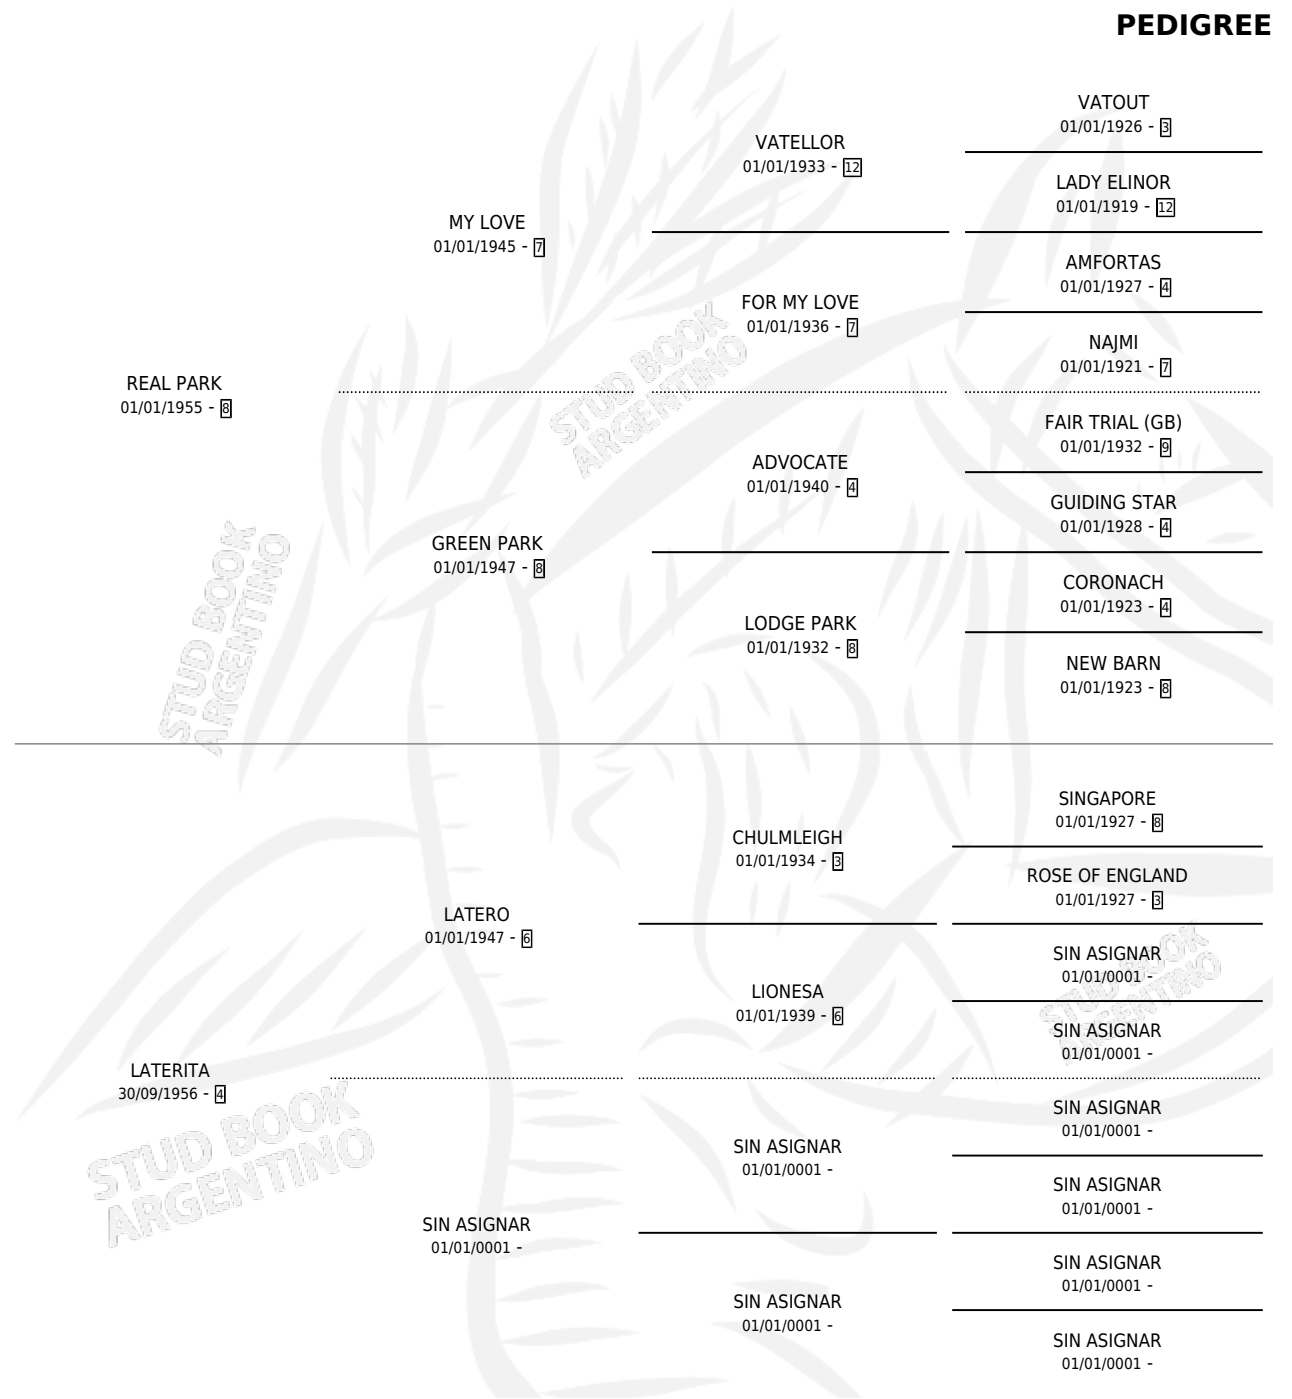 PEDIGREE
VATOUT
01/01/1926 - 3
VATELLOR
01/01/1933 - 12
LADY ELINOR
01/01/1919 - 12
MY LOVE
01/01/1945 - 7
AMFORTAS
01/01/1927 - 4
FOR MY LOVE
01/01/1936 - 7
NAJMI
01/01/1921 - 7
REAL PARK
01/01/1955 - 8
FAIR TRIAL (GB)
01/01/1932 - 9
ADVOCATE
01/01/1940 - 4
GUIDING STAR
01/01/1928 - 4
GREEN PARK
01/01/1947 - 8
CORONACH
01/01/1923 - 4
LODGE PARK
01/01/1932 - 8
NEW BARN
01/01/1923 - 8
STUD BOOK
ARGENTINO
STUD BOOK
ARGENTINO
SINGAPORE
01/01/1927 - 8
CHULMLEIGH
01/01/1934 - 3
ROSE OF ENGLAND
01/01/1927 - 3
LATERO
01/01/1947 - 6
SIN ASIGNAR
01/01/0001 -
LIONESA
01/01/1939 - 6
SIN ASIGNAR
01/01/0001 -
LATERITA
30/09/1956 - 4
SIN ASIGNAR
01/01/0001 -
SIN ASIGNAR
01/01/0001 -
SIN ASIGNAR
01/01/0001 -
SIN ASIGNAR
01/01/0001 -
SIN ASIGNAR
01/01/0001 -
SIN ASIGNAR
01/01/0001 -
SIN ASIGNAR
01/01/0001 -
STUD BOOK
ARGENTINO
STUD BOOK
ARGENTINO